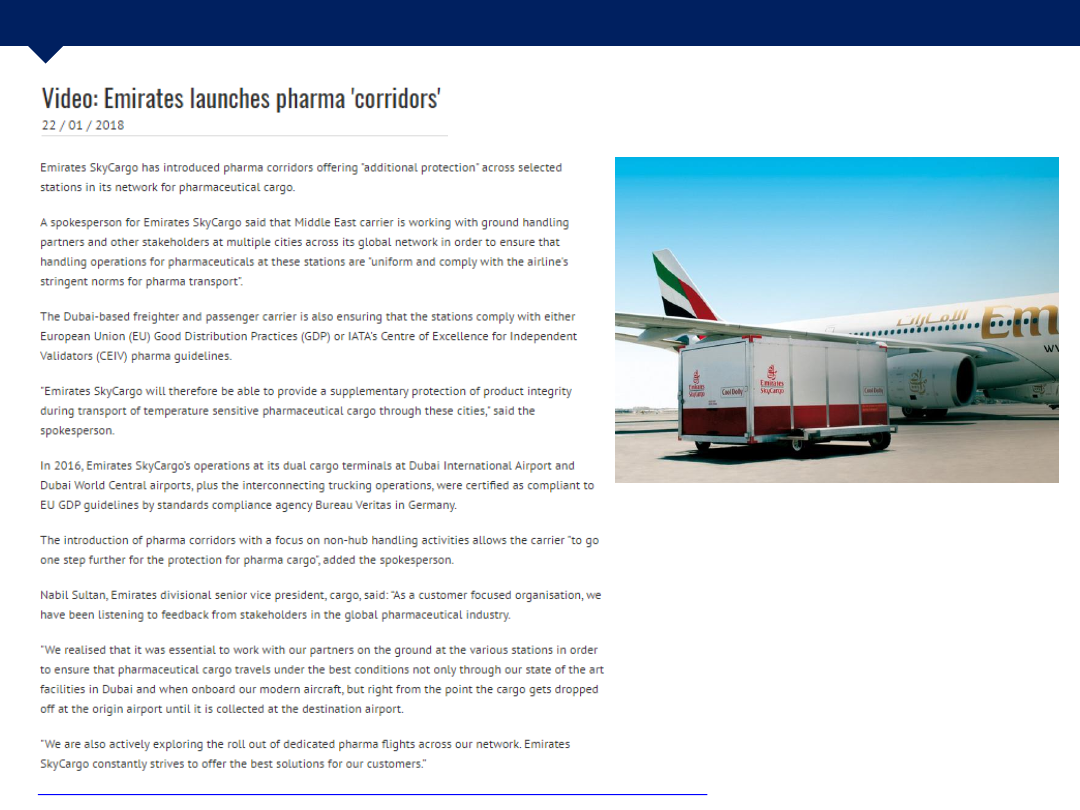 Video: Emirates launches pharma 'corridors'
22 / 01 / 2018
Emirates SkyCargo has introduced pharma corridors offering "additional protection" across selected
stations in its network for pharmaceutical cargo.
A spokesperson for Emirates SkyCargo said that Middle East carrier is working with ground handling
partners and other stakeholders at multiple cities across its global network in order to ensure that
handling operations for pharmaceuticals at these stations are "uniform and comply with the airline's
stringent norms for pharma transport".
The Dubai-based freighter and passenger carrier is also ensuring that the stations comply with either
European Union (EU) Good Distribution Practices (GDP) or IATA's Centre of Excellence for Independent
Validators (CEIV) pharma guidelines.
"Emirates SkyCargo will therefore be able to provide a supplementary protection of product integrity
during transport of temperature sensitive pharmaceutical cargo through these cities," said the
spokesperson.
In 2016, Emirates SkyCargo's operations at its dual cargo terminals at Dubai International Airport and
Dubai World Central airports, plus the interconnecting trucking operations, were certified as compliant to
EU GDP guidelines by standards compliance agency Bureau Veritas in Germany.
The introduction of pharma corridors with a focus on non-hub handling activities allows the carrier "to go
one step further for the protection for pharma cargo", added the spokesperson.
Nabil Sultan, Emirates divisional senior vice president, cargo, said: "As a customer focused organisation, we
have been listening to feedback from stakeholders in the global pharmaceutical industry.
"We realised that it was essential to work with our partners on the ground at the various stations in order
to ensure that pharmaceutical cargo travels under the best conditions not only through our state of the art
facilities in Dubai and when onboard our modern aircraft, but right from the point the cargo gets dropped
off at the origin airport until it is collected at the destination airport.
"We are also actively exploring the roll out of dedicated pharma flights across our network. Emirates
SkyCargo constantly strives to offer the best solutions for our customers."
الإمارات Em
Emirates
SkyCargo
Cool Dolly
Emirates
SkyCargo
Cool Dolly